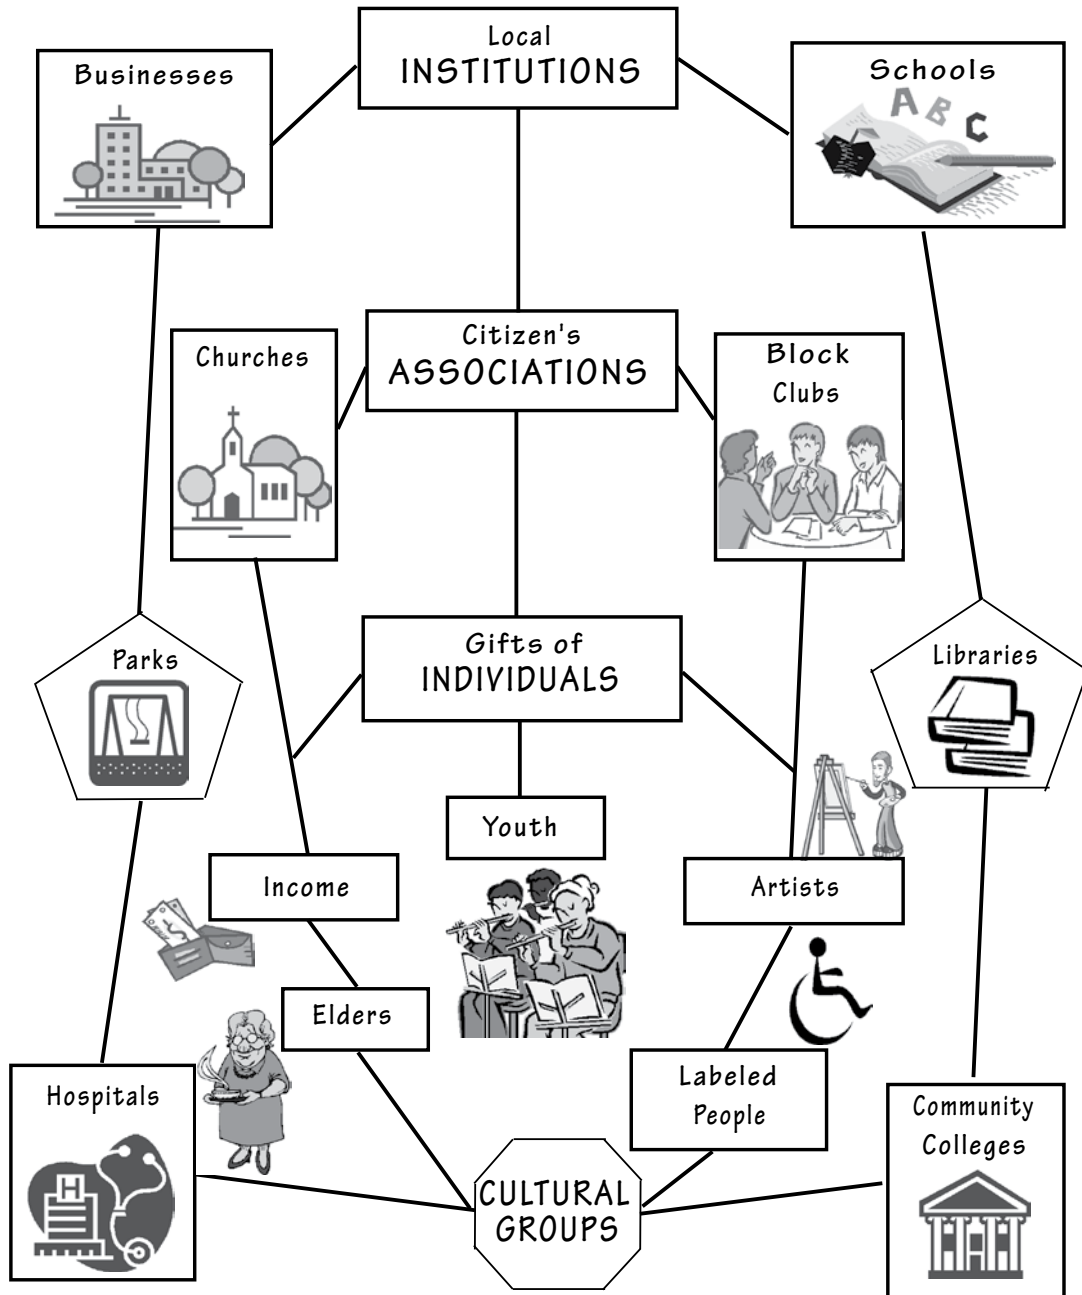 Local
INSTITUTIONS
Businesses
Schools
A B C
Citizen's
ASSOCIATIONS
Churches
Block
Clubs
Gifts of
INDIVIDUALS
Parks
Libraries
Youth
Income
Artists
$
Elders
Labeled
People
Hospitals
H
Community
Colleges
CULTURAL
GROUPS